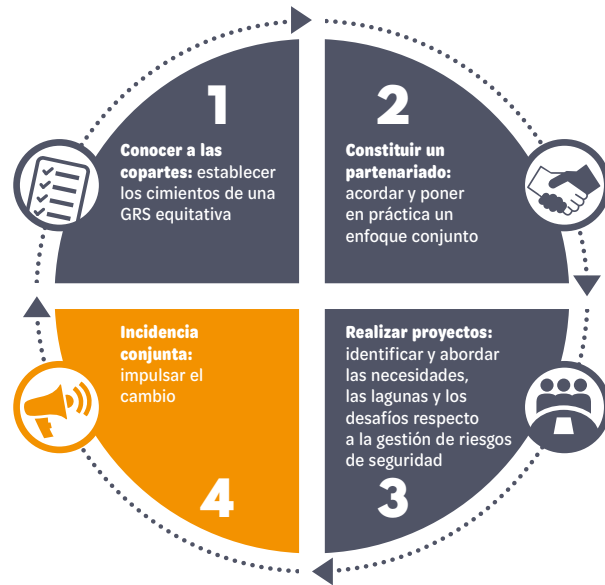 1
Conocer a las
copartes: establecer
los cimientos de una
GRS equitativa
2
Constituir un
partenariado:
acordar y poner
en práctica un
enfoque conjunto
Realizar proyectos:
identificar y abordar
las necesidades,
las lagunas y los
desafíos respecto
a la gestión de riesgos
de seguridad
3
Incidencia
conjunta:
impulsar el
cambio
4